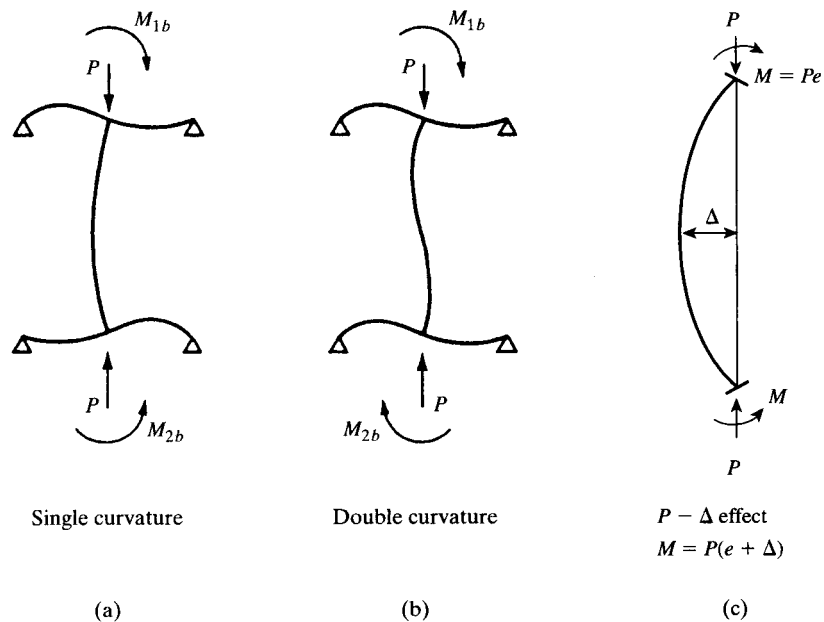 M1b
P
P
M2b
Single curvature
(a)
M1b
P
P
M2b
Double curvature
(b)
P
M = Pe
Δ
M
P
P − Δ effect
M = P(e + Δ)
(c)